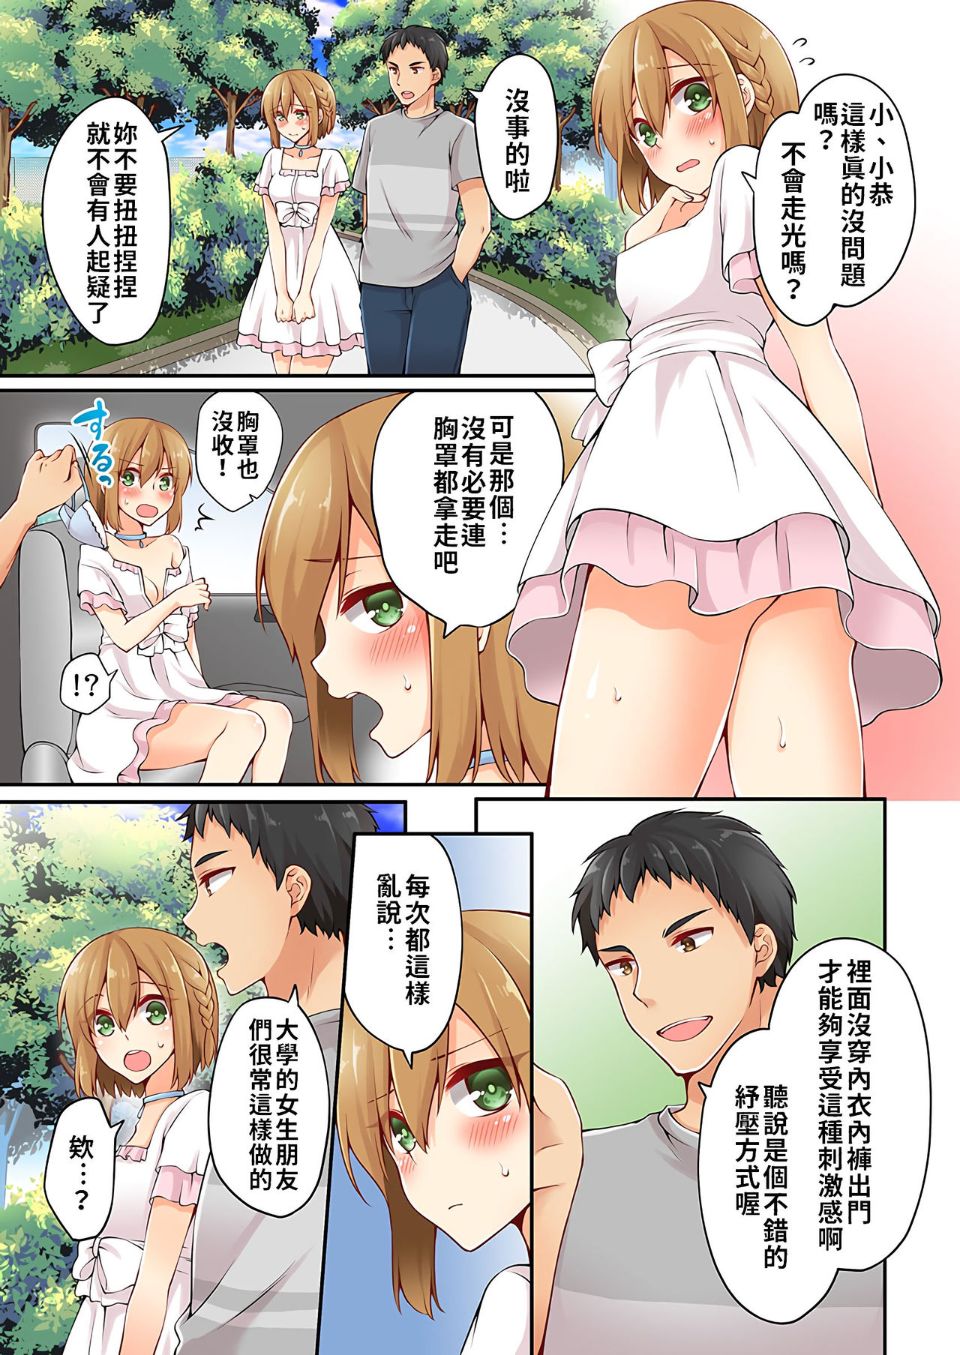 小、小恭
這樣真的沒問題
嗎？
不會走光嗎？
沒事的啦
妳不要扭扭捏捏
就不會有人起疑了
可是那個…
沒有必要連
胸罩都拿走吧
胸罩也
沒收！
する。
!?
裡面沒穿內衣內褲出門
才能夠享受這種刺激感啊
聽說是個不錯的
紓壓方式喔
每次都這樣
亂說…
大學的女生朋友
們很常這樣做的
欸…？